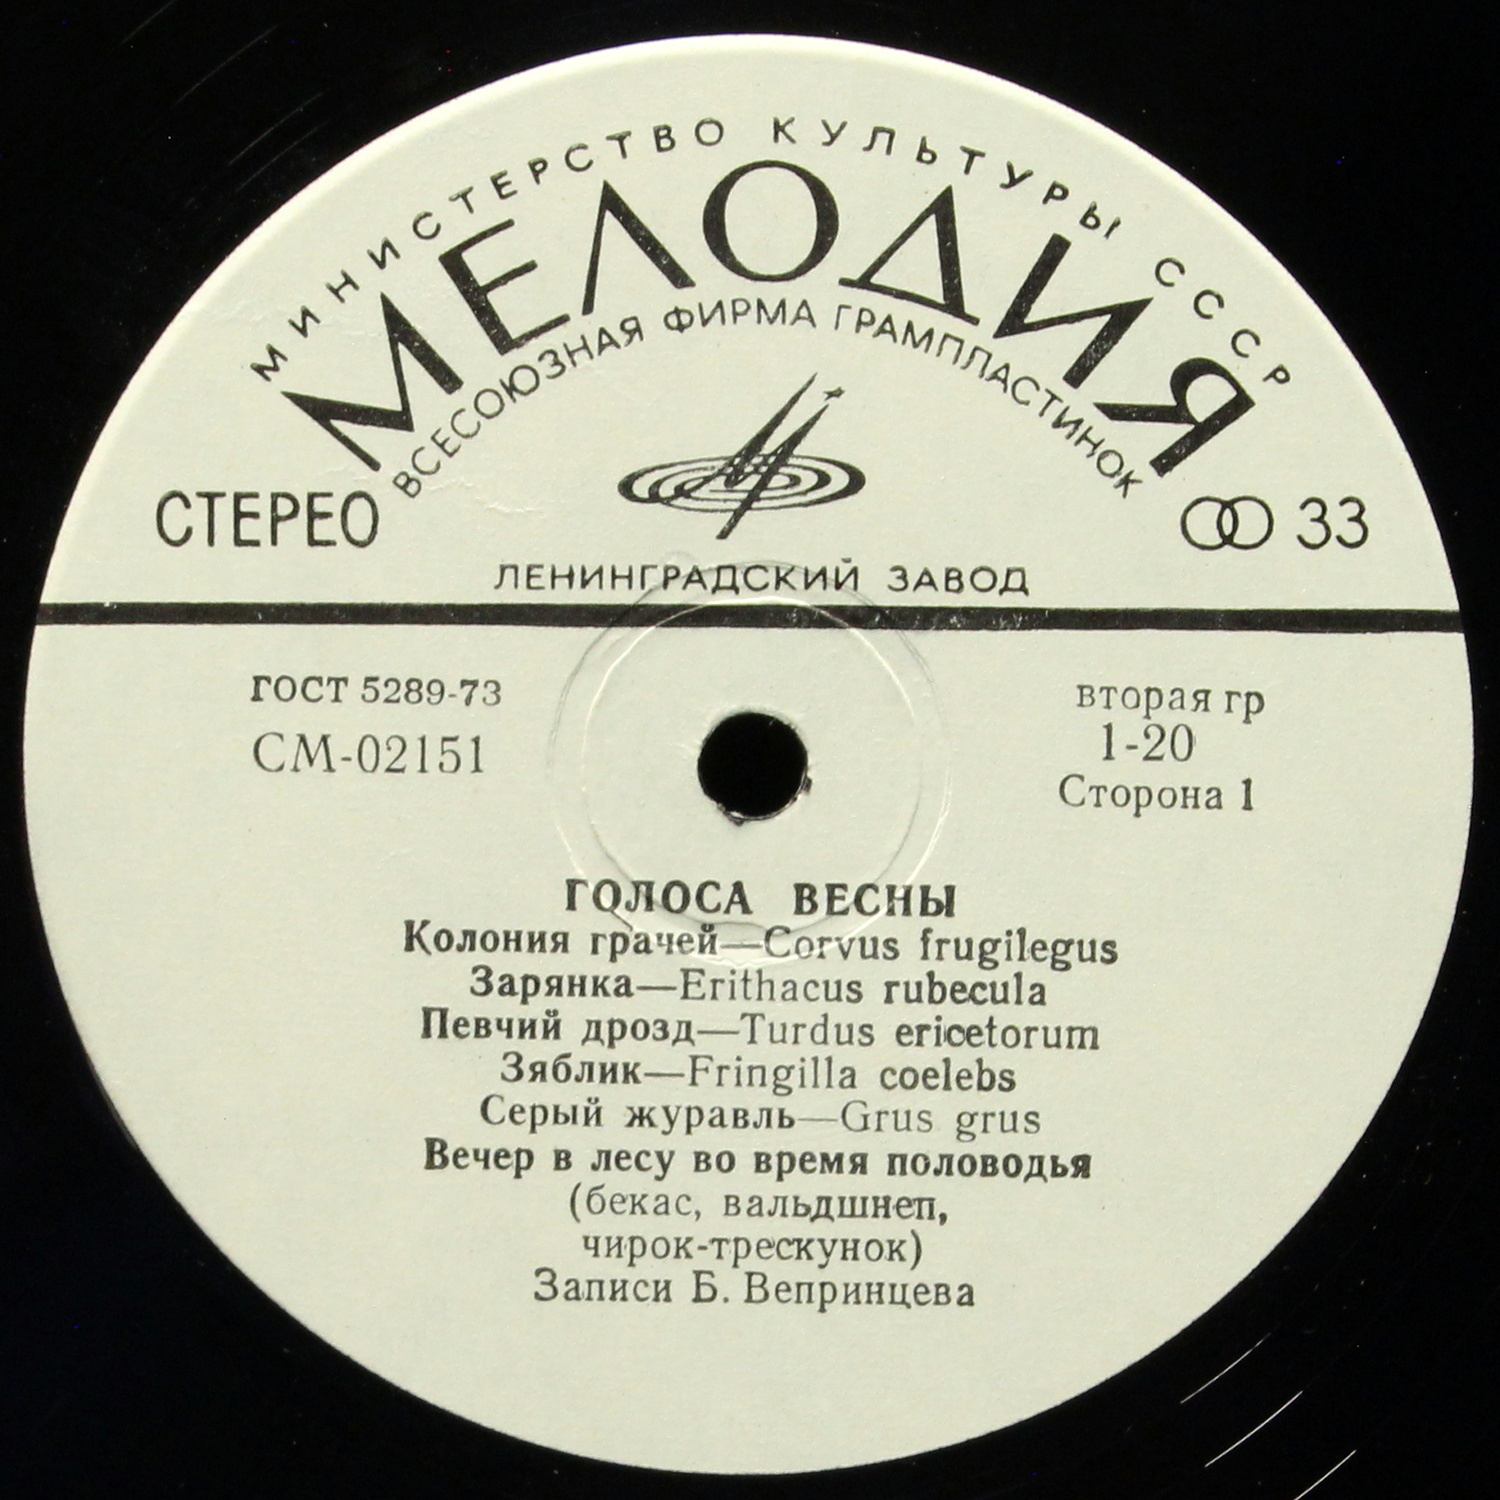 МИНИСТЕРСТВО КУЛЬТУРЫ СССР
МЕЛОДИЯ
ВСЕСОЮЗНАЯ ФИРМА ГРАМПЛАСТИНОК
СТЕРЕО
33
ЛЕНИНГРАДСКИЙ ЗАВОД
ГОСТ 5289-73
СМ-02151
вторая гр
1-20
Сторона 1
ГОЛОСА ВЕСНЫ
Колония грачей—Corvus frugilegus
Зарянка—Erithacus rubecula
Певчий дрозд—Turdus ericetorum
Зяблик—Fringilla coelebs
Серый журавль—Grus grus
Вечер в лесу во время половодья
(бекас, вальдшнеп,
чирок-трескунок)
Записи Б. Вепринцева